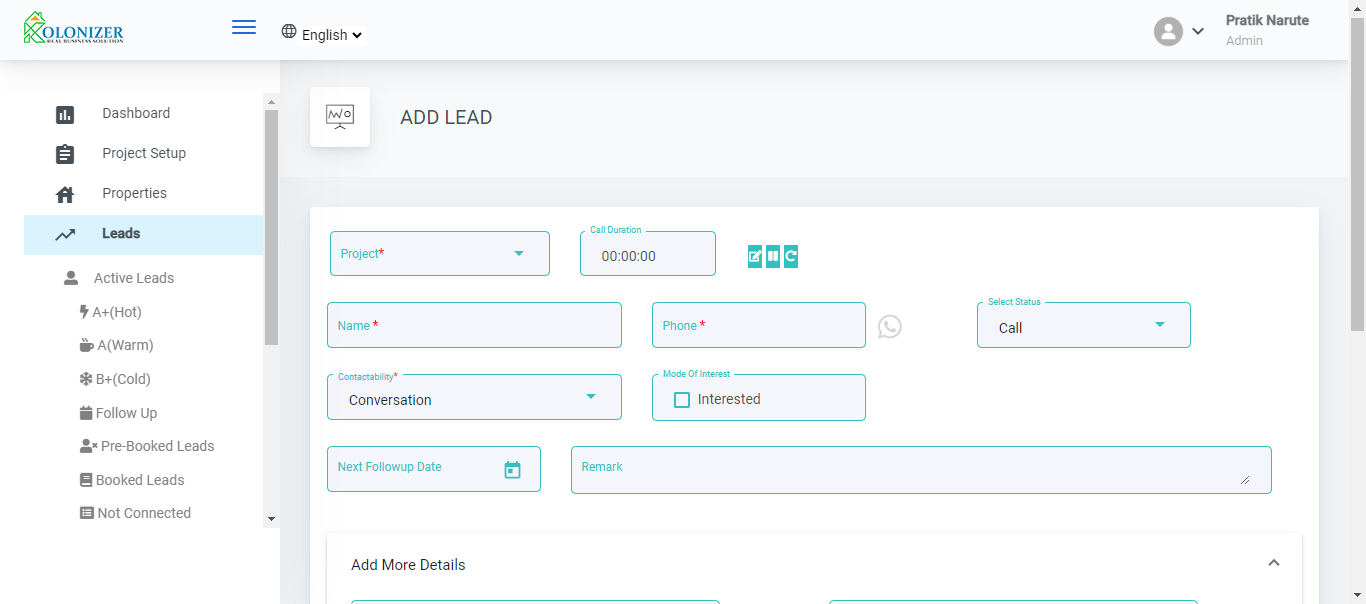 KOLONIZER
REAL BUSINESS SOLUTION
English
Pratik Narute
Admin
Dashboard
Project Setup
Properties
Leads
Active Leads
A+(Hot)
A(Warm)
B+(Cold)
Follow Up
Pre-Booked Leads
Booked Leads
Not Connected
ADD LEAD
Project*
Call Duration
00:00:00
Name *
Phone *
Select Status
Call
Contactability*
Conversation
Mode Of Interest
Interested
Next Followup Date
Remark
Add More Details